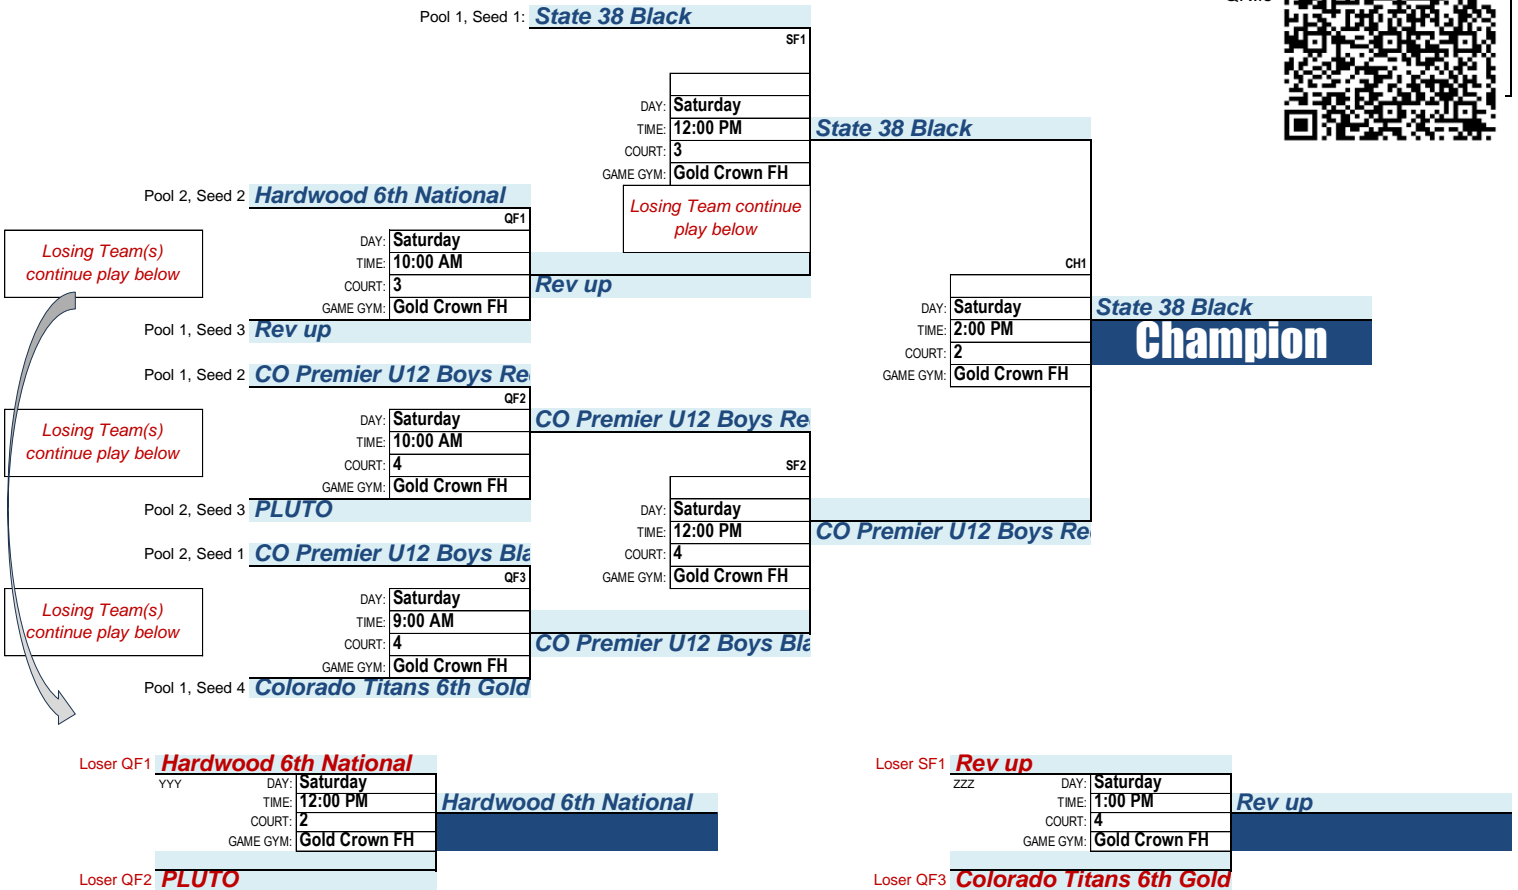 Pool 1, Seed 1: State 38 Black
SF1
DAY: Saturday
TIME: 12:00 PM
State 38 Black
COURT: 3
GAME GYM: Gold Crown FH
Pool 2, Seed 2 Hardwood 6th National
Losing Team continue
play below
QF1
Losing Team(s)
continue play below
DAY: Saturday
TIME: 10:00 AM
COURT: 3
GAME GYM: Gold Crown FH
Rev up
CH1
Pool 1, Seed 3 Rev up
DAY: Saturday
TIME: 2:00 PM
COURT: 2
GAME GYM: Gold Crown FH
State 38 Black
Champion
Pool 1, Seed 2 CO Premier U12 Boys Re
QF2
Losing Team(s)
continue play below
DAY: Saturday
TIME: 10:00 AM
COURT: 4
GAME GYM: Gold Crown FH
CO Premier U12 Boys Re
SF2
Pool 2, Seed 3 PLUTO
DAY: Saturday
TIME: 12:00 PM
COURT: 4
GAME GYM: Gold Crown FH
CO Premier U12 Boys Re
Pool 2, Seed 1 CO Premier U12 Boys Bla
QF3
Losing Team(s)
continue play below
DAY: Saturday
TIME: 9:00 AM
COURT: 4
GAME GYM: Gold Crown FH
CO Premier U12 Boys Bla
Pool 1, Seed 4 Colorado Titans 6th Gold
Loser QF1 Hardwood 6th National
YYY
DAY: Saturday
TIME: 12:00 PM
COURT: 2
GAME GYM: Gold Crown FH
Hardwood 6th National
Loser QF2 PLUTO
Loser SF1 Rev up
ZZZ
DAY: Saturday
TIME: 1:00 PM
COURT: 4
GAME GYM: Gold Crown FH
Rev up
Loser QF3 Colorado Titans 6th Gold